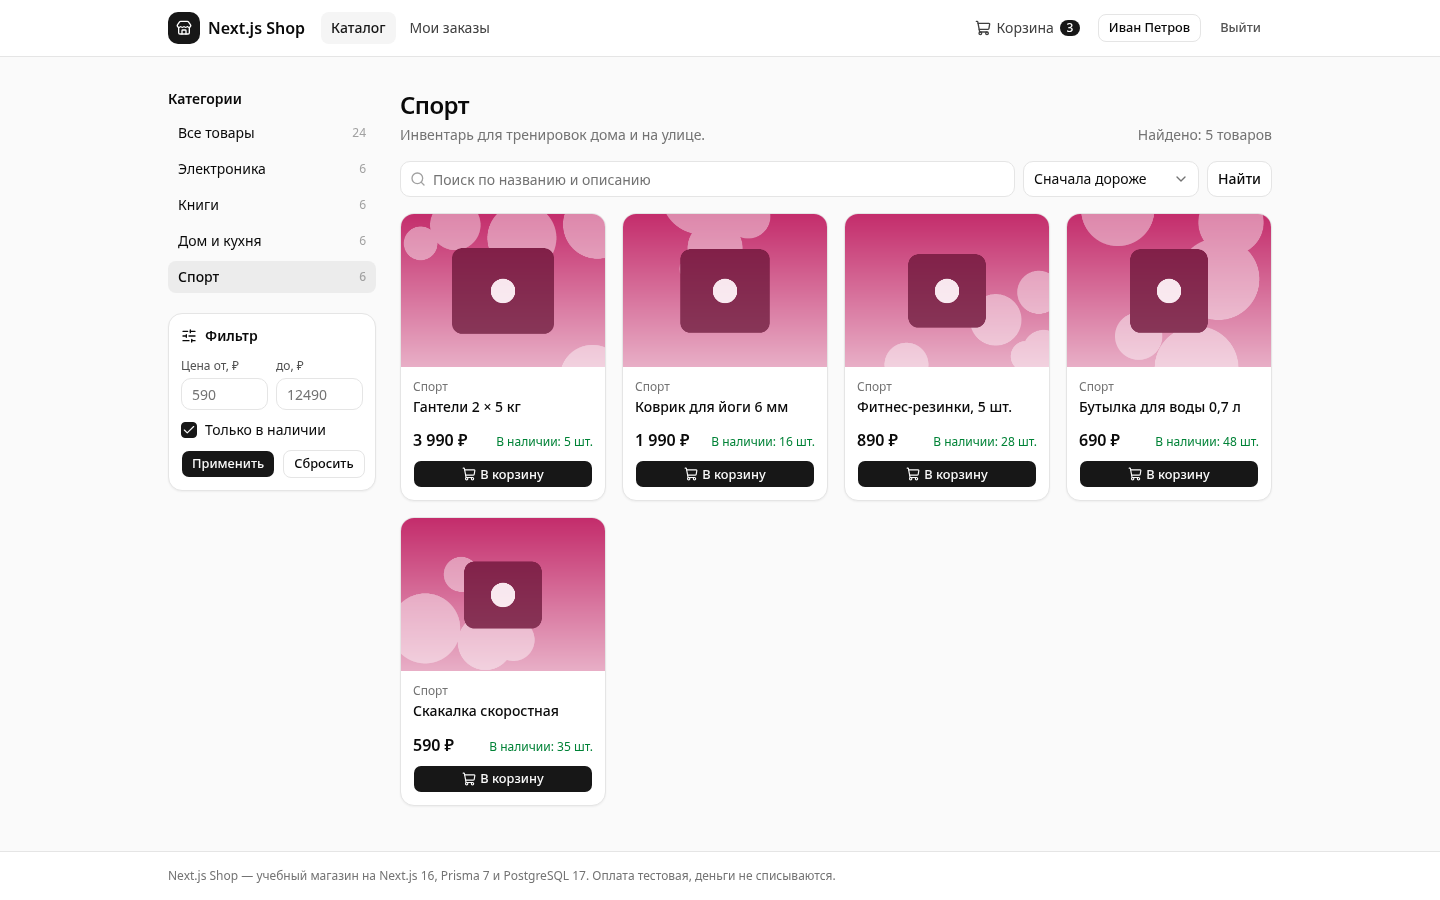 Next.js Shop
Каталог
Мои заказы
Корзина 3
Иван Петров
Выйти
Категории
Все товары 24
Электроника 6
Книги 6
Дом и кухня 6
Спорт 6
Фильтр
Цена от, ₽ до, ₽
590 12490
Только в наличии
Применить Сбросить
Спорт
Инвентарь для тренировок дома и на улице.
Найдено: 5 товаров
Поиск по названию и описанию
Сначала дороже
Найти
Спорт
Гантели 2 × 5 кг
3 990 ₽ В наличии: 5 шт.
В корзину
Спорт
Коврик для йоги 6 мм
1 990 ₽ В наличии: 16 шт.
В корзину
Спорт
Фитнес-резинки, 5 шт.
890 ₽ В наличии: 28 шт.
В корзину
Спорт
Бутылка для воды 0,7 л
690 ₽ В наличии: 48 шт.
В корзину
Спорт
Скакалка скоростная
590 ₽ В наличии: 35 шт.
В корзину
Next.js Shop — учебный магазин на Next.js 16, Prisma 7 и PostgreSQL 17. Оплата тестовая, деньги не списываются.